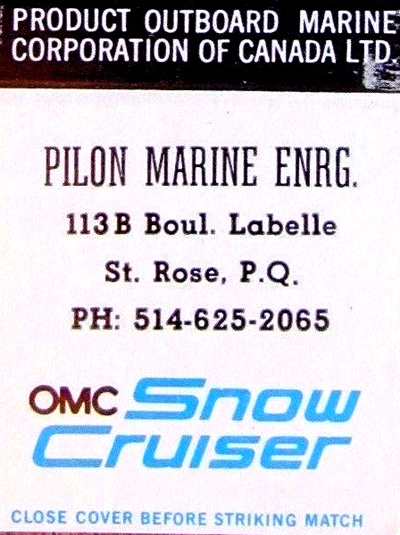 PRODUCT OUTBOARD MARINE
CORPORATION OF CANADA LTD.
PILON MARINE ENRG.
113B Boul. Labelle
St. Rose, P.Q.
PH: 514-625-2065
OMC Snow
Cruiser
CLOSE COVER BEFORE STRIKING MATCH